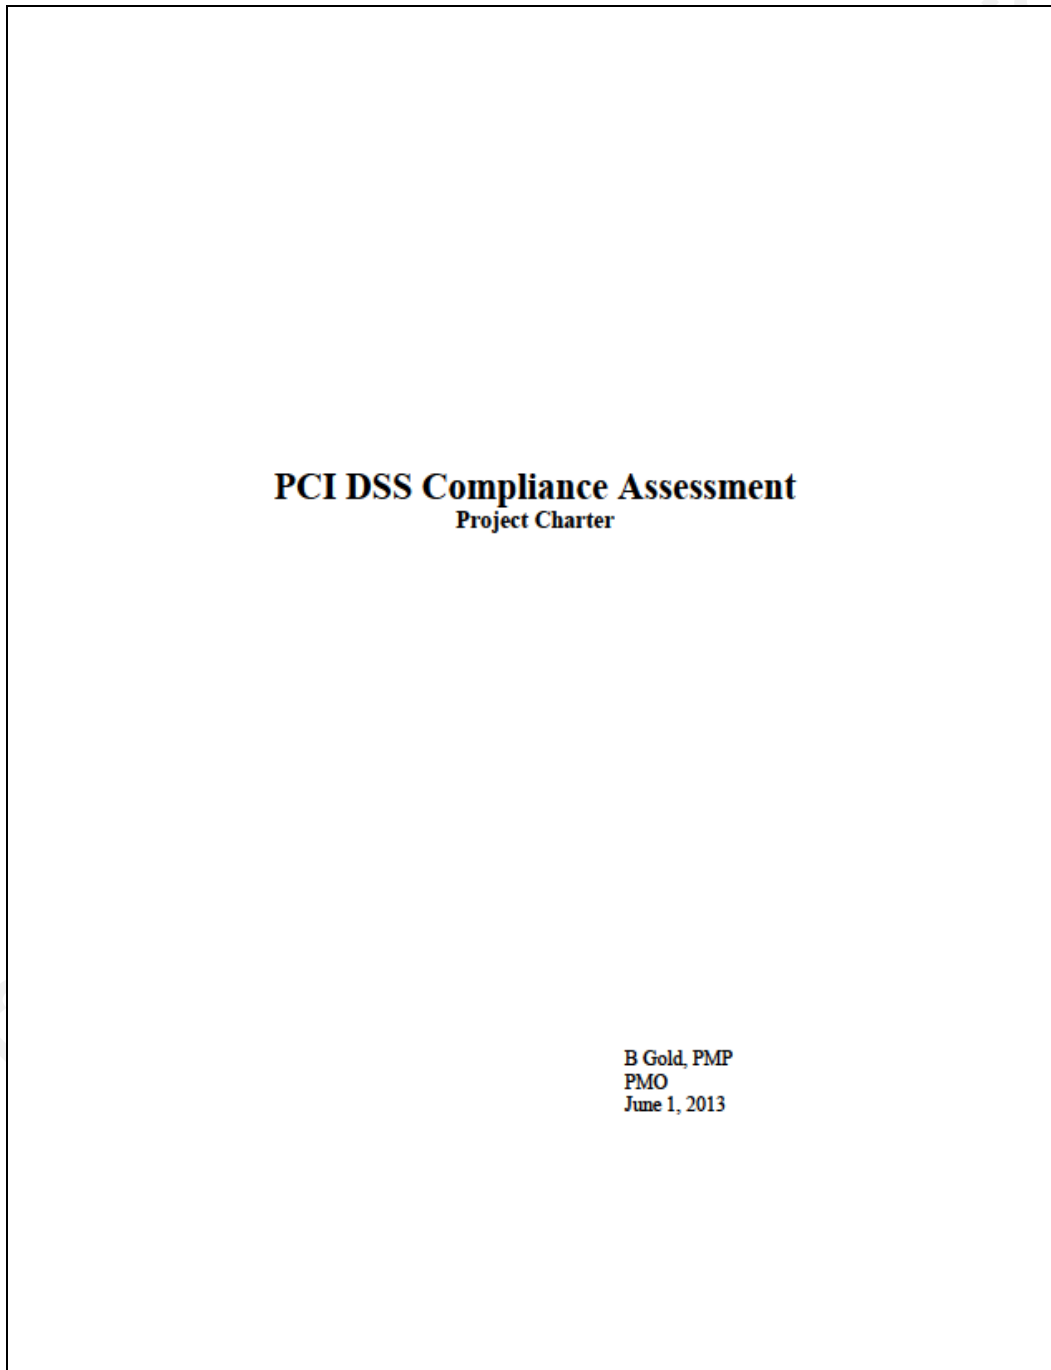 PCI DSS Compliance Assessment
Project Charter
B Gold, PMP
PMO
June 1, 2013